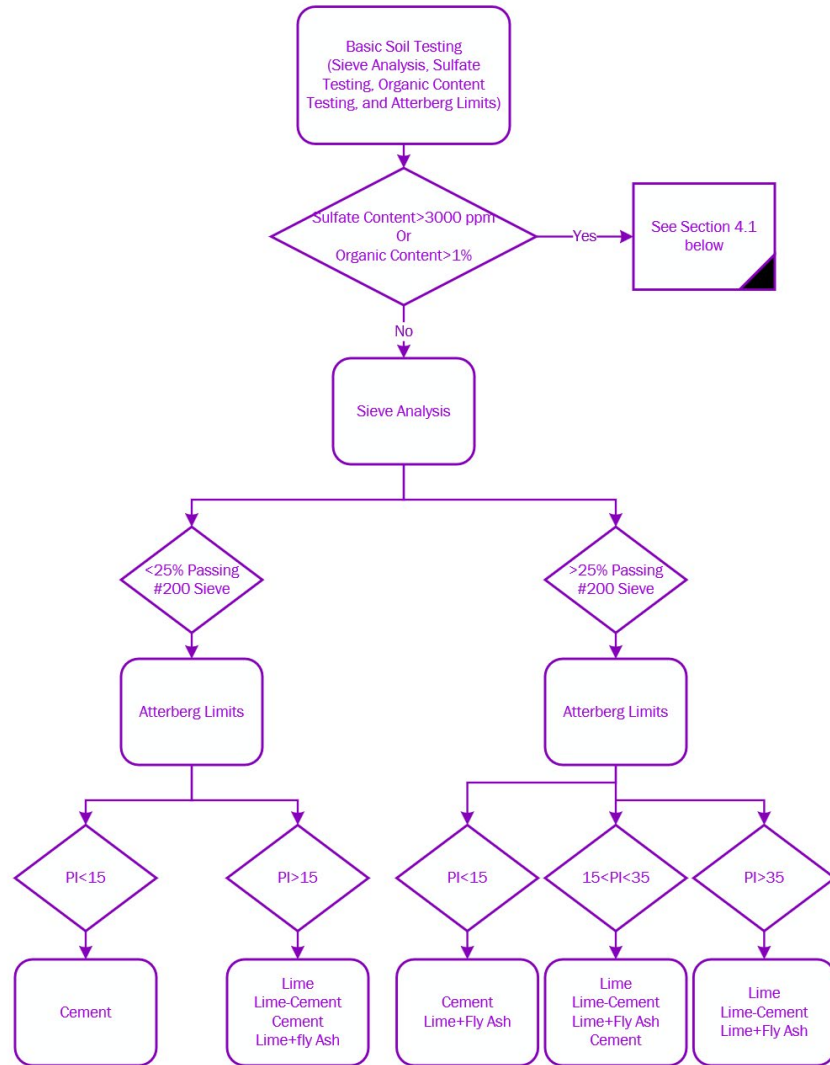 Basic Soil Testing
(Sieve Analysis, Sulfate
Testing, Organic Content
Testing, and Atterberg Limits)
Sulfate Content>3000 ppm
Or
Organic Content>1%
Yes
See Section 4.1
below
No
Sieve Analysis
<25% Passing
#200 Sieve
>25% Passing
#200 Sieve
Atterberg Limits
Atterberg Limits
PI<15
PI>15
PI<15
15<PI<35
PI>35
Cement
Lime
Lime-Cement
Cement
Lime+fly Ash
Cement
Lime+Fly Ash
Lime
Lime-Cement
Lime+Fly Ash
Cement
Lime
Lime-Cement
Lime+Fly Ash